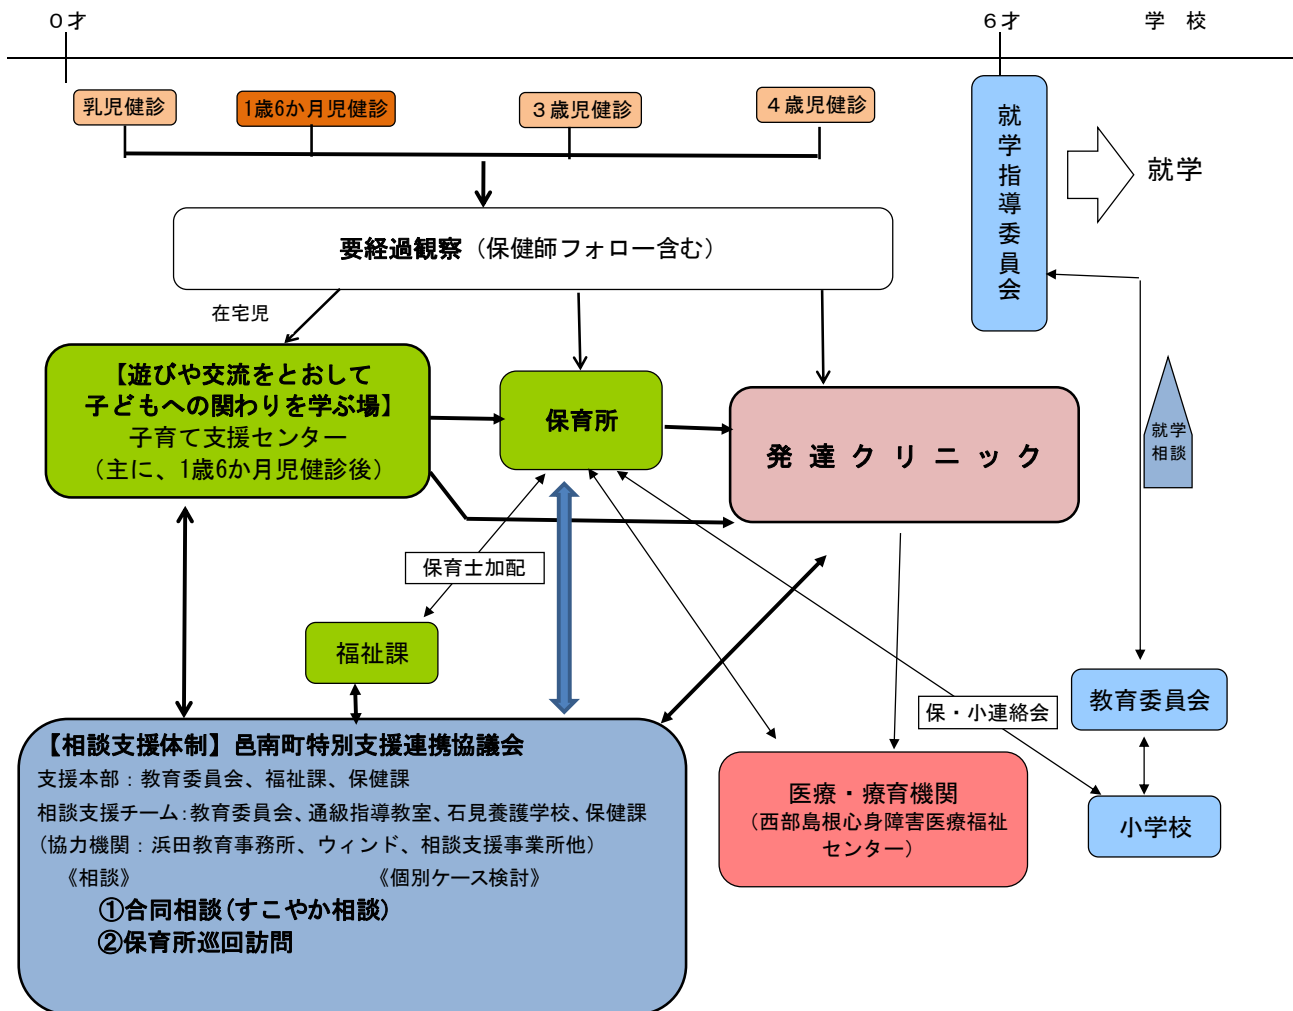 ０才
６才
学　校
乳児健診
1歳6か月児健診
３歳児健診
４歳児健診
就学指導委員会
就学
要経過観察（保健師フォロー含む）
在宅児
【遊びや交流をとおして
子どもへの関わりを学ぶ場】
子育て支援センター
（主に、1歳6か月児健診後）
保育所
発 達 ク リ ニ ッ ク
就学
相談
保育士加配
福祉課
教育委員会
保・小連絡会
小学校
【相談支援体制】邑南町特別支援連携協議会
支援本部：教育委員会、福祉課、保健課
相談支援チーム：教育委員会、通級指導教室、石見養護学校、保健課
（協力機関：浜田教育事務所、ウィンド、相談支援事業所他）
《相談》　　　　《個別ケース検討》
①合同相談（すこやか相談）
②保育所巡回訪問
医療・療育機関
（西部島根心身障害医療福祉
センター）